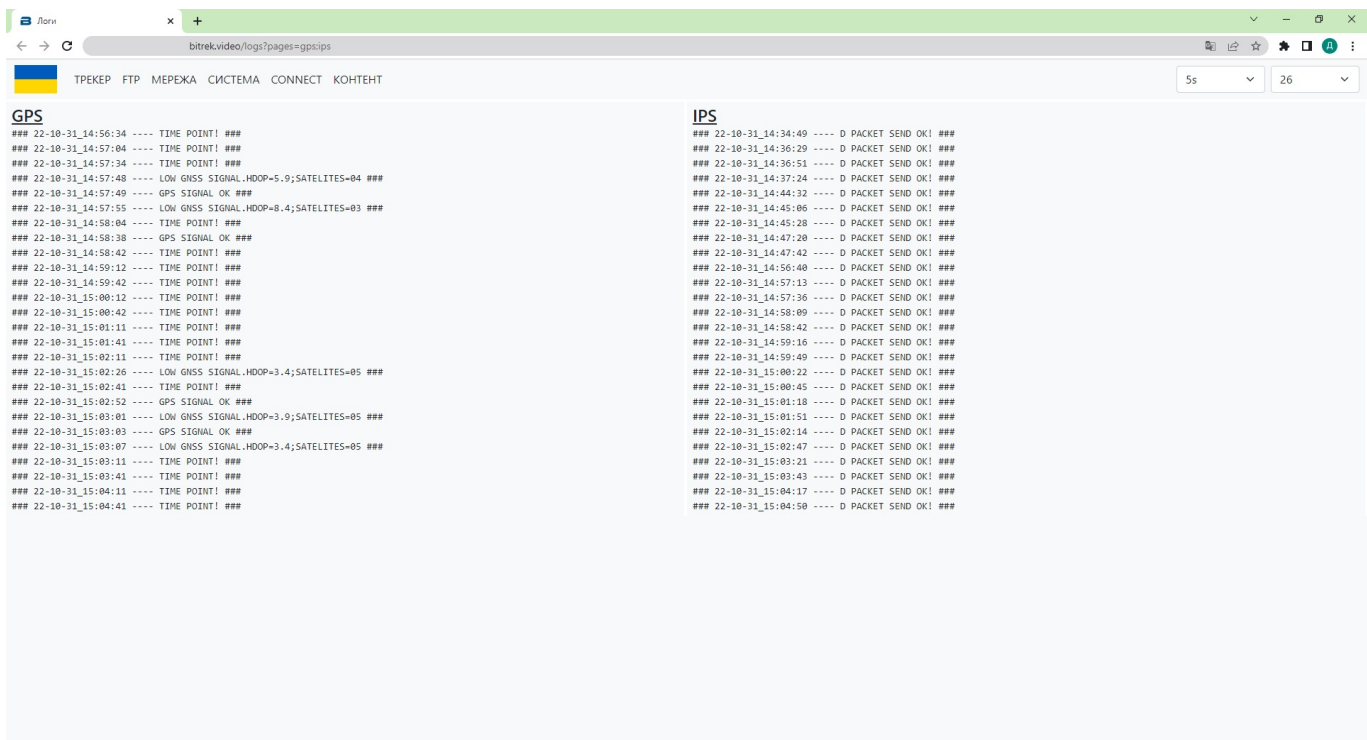 Логи
bitrek.video/logs?pages=gps:ips
Д
ТРЕКЕР FTP МЕРЕЖА СИСТЕМА CONNECT КОНТЕНТ
5s
26
GPS
### 22-10-31_14:56:34 ---- TIME POINT! ###
### 22-10-31_14:57:04 ---- TIME POINT! ###
### 22-10-31_14:57:34 ---- TIME POINT! ###
### 22-10-31_14:57:48 ---- LOW GNSS SIGNAL.HDOP=5.9;SATELITES=04 ###
### 22-10-31_14:57:49 ---- GPS SIGNAL OK ###
### 22-10-31_14:57:55 ---- LOW GNSS SIGNAL.HDOP=8.4;SATELITES=03 ###
### 22-10-31_14:58:04 ---- TIME POINT! ###
### 22-10-31_14:58:38 ---- GPS SIGNAL OK ###
### 22-10-31_14:58:42 ---- TIME POINT! ###
### 22-10-31_14:59:12 ---- TIME POINT! ###
### 22-10-31_14:59:42 ---- TIME POINT! ###
### 22-10-31_15:00:12 ---- TIME POINT! ###
### 22-10-31_15:00:42 ---- TIME POINT! ###
### 22-10-31_15:01:11 ---- TIME POINT! ###
### 22-10-31_15:01:41 ---- TIME POINT! ###
### 22-10-31_15:02:11 ---- TIME POINT! ###
### 22-10-31_15:02:26 ---- LOW GNSS SIGNAL.HDOP=3.4;SATELITES=05 ###
### 22-10-31_15:02:41 ---- TIME POINT! ###
### 22-10-31_15:02:52 ---- GPS SIGNAL OK ###
### 22-10-31_15:03:01 ---- LOW GNSS SIGNAL.HDOP=3.9;SATELITES=05 ###
### 22-10-31_15:03:03 ---- GPS SIGNAL OK ###
### 22-10-31_15:03:07 ---- LOW GNSS SIGNAL.HDOP=3.4;SATELITES=05 ###
### 22-10-31_15:03:11 ---- TIME POINT! ###
### 22-10-31_15:03:41 ---- TIME POINT! ###
### 22-10-31_15:04:11 ---- TIME POINT! ###
### 22-10-31_15:04:41 ---- TIME POINT! ###
IPS
### 22-10-31_14:34:49 ---- D PACKET SEND OK! ###
### 22-10-31_14:36:29 ---- D PACKET SEND OK! ###
### 22-10-31_14:36:51 ---- D PACKET SEND OK! ###
### 22-10-31_14:37:24 ---- D PACKET SEND OK! ###
### 22-10-31_14:44:32 ---- D PACKET SEND OK! ###
### 22-10-31_14:45:06 ---- D PACKET SEND OK! ###
### 22-10-31_14:45:28 ---- D PACKET SEND OK! ###
### 22-10-31_14:47:20 ---- D PACKET SEND OK! ###
### 22-10-31_14:47:42 ---- D PACKET SEND OK! ###
### 22-10-31_14:56:40 ---- D PACKET SEND OK! ###
### 22-10-31_14:57:13 ---- D PACKET SEND OK! ###
### 22-10-31_14:57:36 ---- D PACKET SEND OK! ###
### 22-10-31_14:58:09 ---- D PACKET SEND OK! ###
### 22-10-31_14:58:42 ---- D PACKET SEND OK! ###
### 22-10-31_14:59:16 ---- D PACKET SEND OK! ###
### 22-10-31_14:59:49 ---- D PACKET SEND OK! ###
### 22-10-31_15:00:22 ---- D PACKET SEND OK! ###
### 22-10-31_15:00:45 ---- D PACKET SEND OK! ###
### 22-10-31_15:01:18 ---- D PACKET SEND OK! ###
### 22-10-31_15:01:51 ---- D PACKET SEND OK! ###
### 22-10-31_15:02:14 ---- D PACKET SEND OK! ###
### 22-10-31_15:02:47 ---- D PACKET SEND OK! ###
### 22-10-31_15:03:21 ---- D PACKET SEND OK! ###
### 22-10-31_15:03:43 ---- D PACKET SEND OK! ###
### 22-10-31_15:04:17 ---- D PACKET SEND OK! ###
### 22-10-31_15:04:50 ---- D PACKET SEND OK! ###